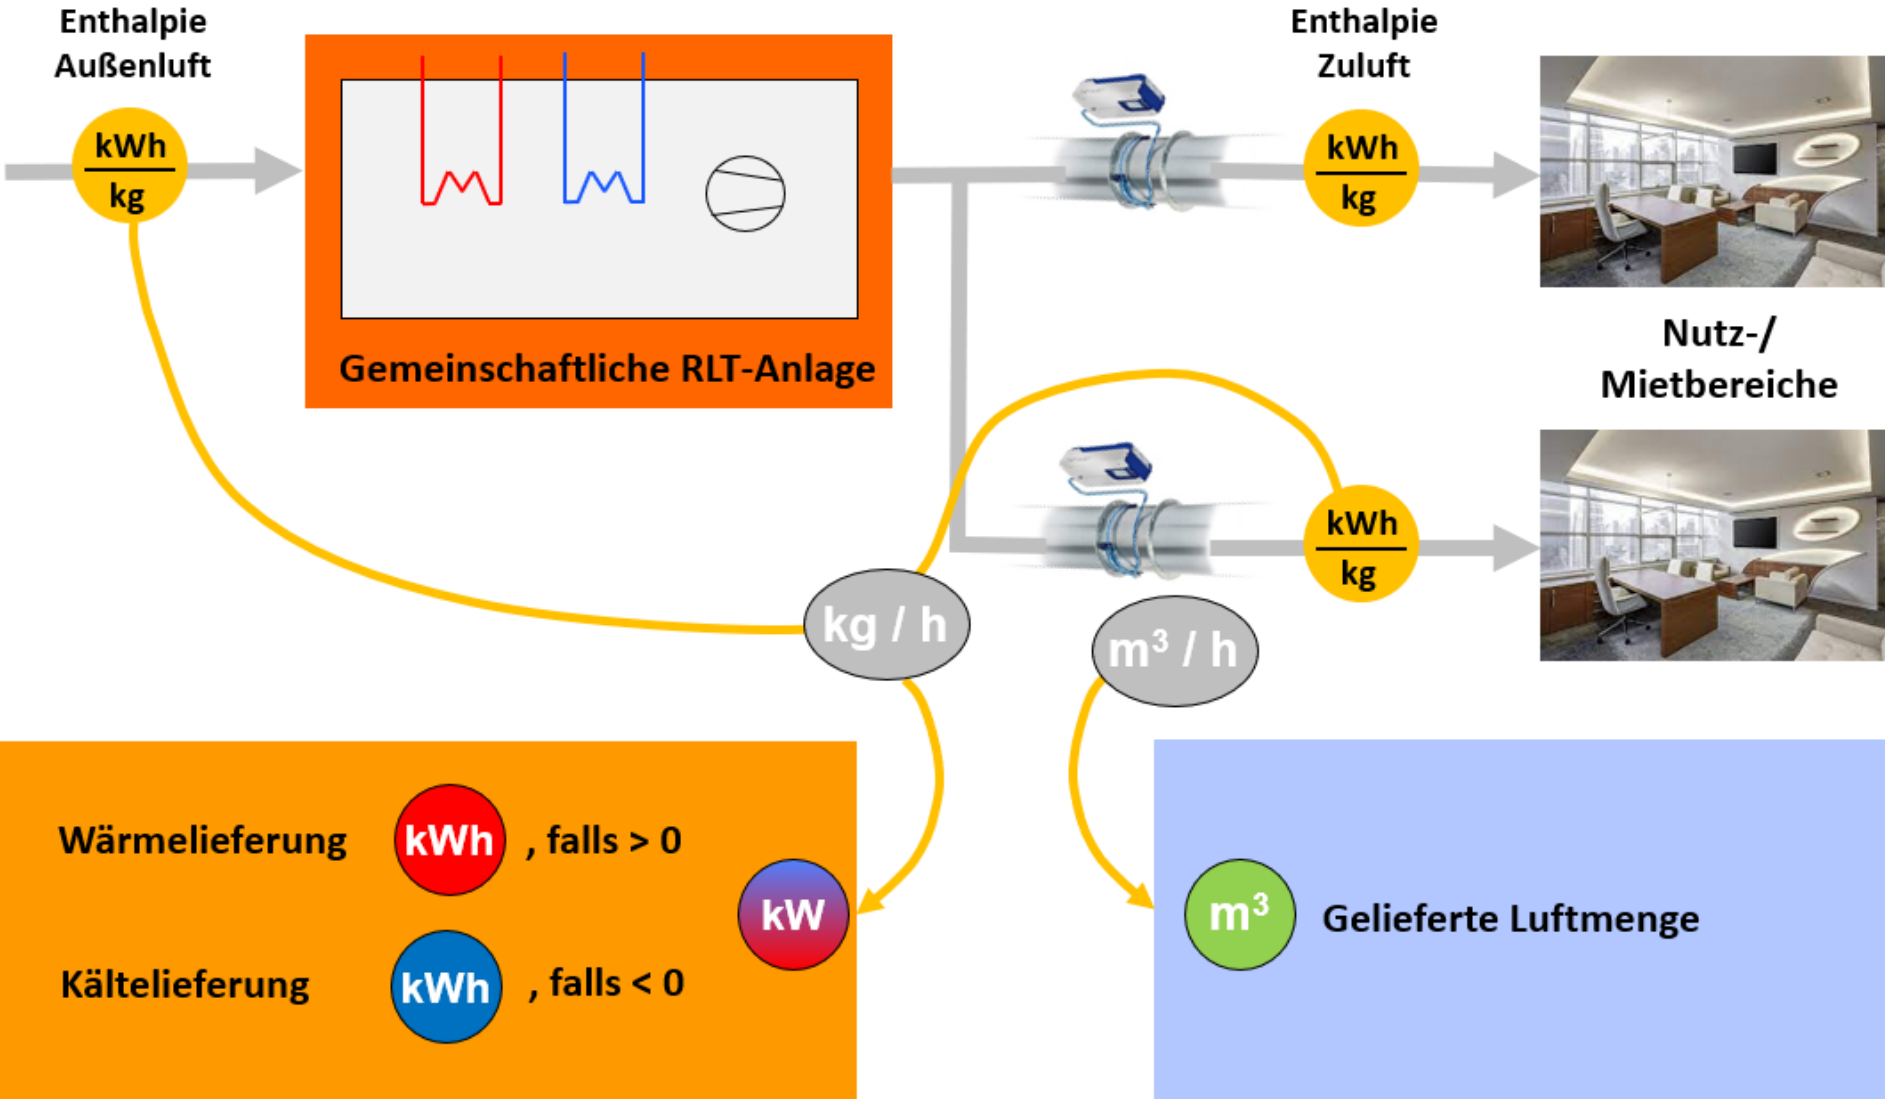 Enthalpie
Außenluft
kWh
kg
Gemeinschaftliche RLT-Anlage
Enthalpie
Zuluft
kWh
kg
Nutz-/
Mietbereiche
kWh
kg
kg / h
m³ / h
Wärmelieferung kWh , falls > 0
kW
Kältelieferung kWh , falls < 0
m³ Gelieferte Luftmenge